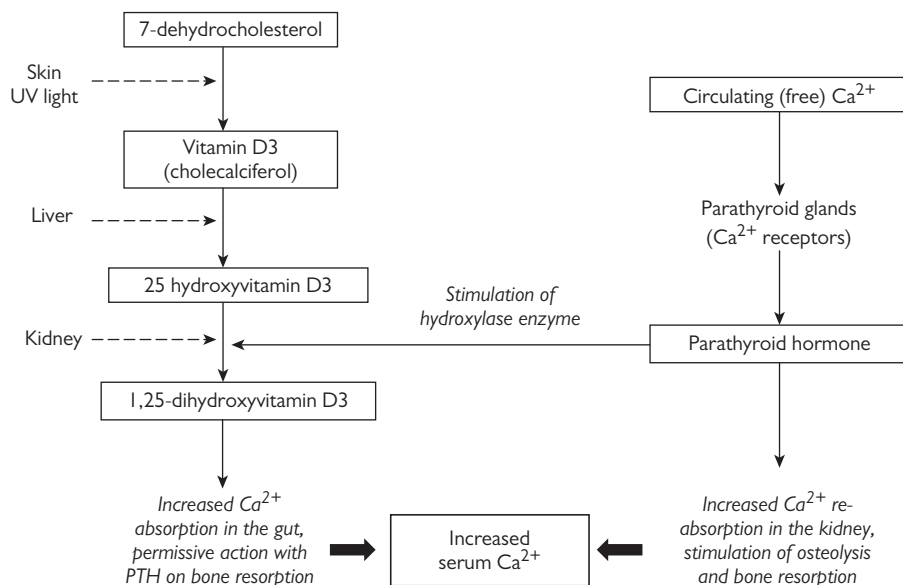 7-dehydrocholesterol
Skin
UV light
Vitamin D3
(cholecalciferol)
Liver
25 hydroxyvitamin D3
Kidney
1,25-dihydroxyvitamin D3
Increased Ca²⁺
absorption in the gut,
permissive action with
PTH on bone resorption
Stimulation of
hydroxylase enzyme
Circulating (free) Ca²⁺
Parathyroid glands
(Ca²⁺ receptors)
Parathyroid hormone
Increased Ca²⁺ re-
absorption in the kidney,
stimulation of osteolysis
and bone resorption
Increased
serum Ca²⁺